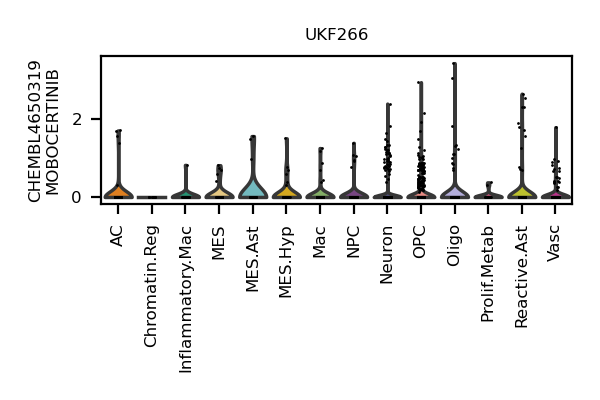 UKF266
CHEMBL4650319
MOBOCERTINIB
2
0
AC
Chromatin.Reg
Inflammatory.Mac
MES
MES.Ast
MES.Hyp
Mac
NPC
Neuron
OPC
Oligo
Prolif.Metab
Reactive.Ast
Vasc